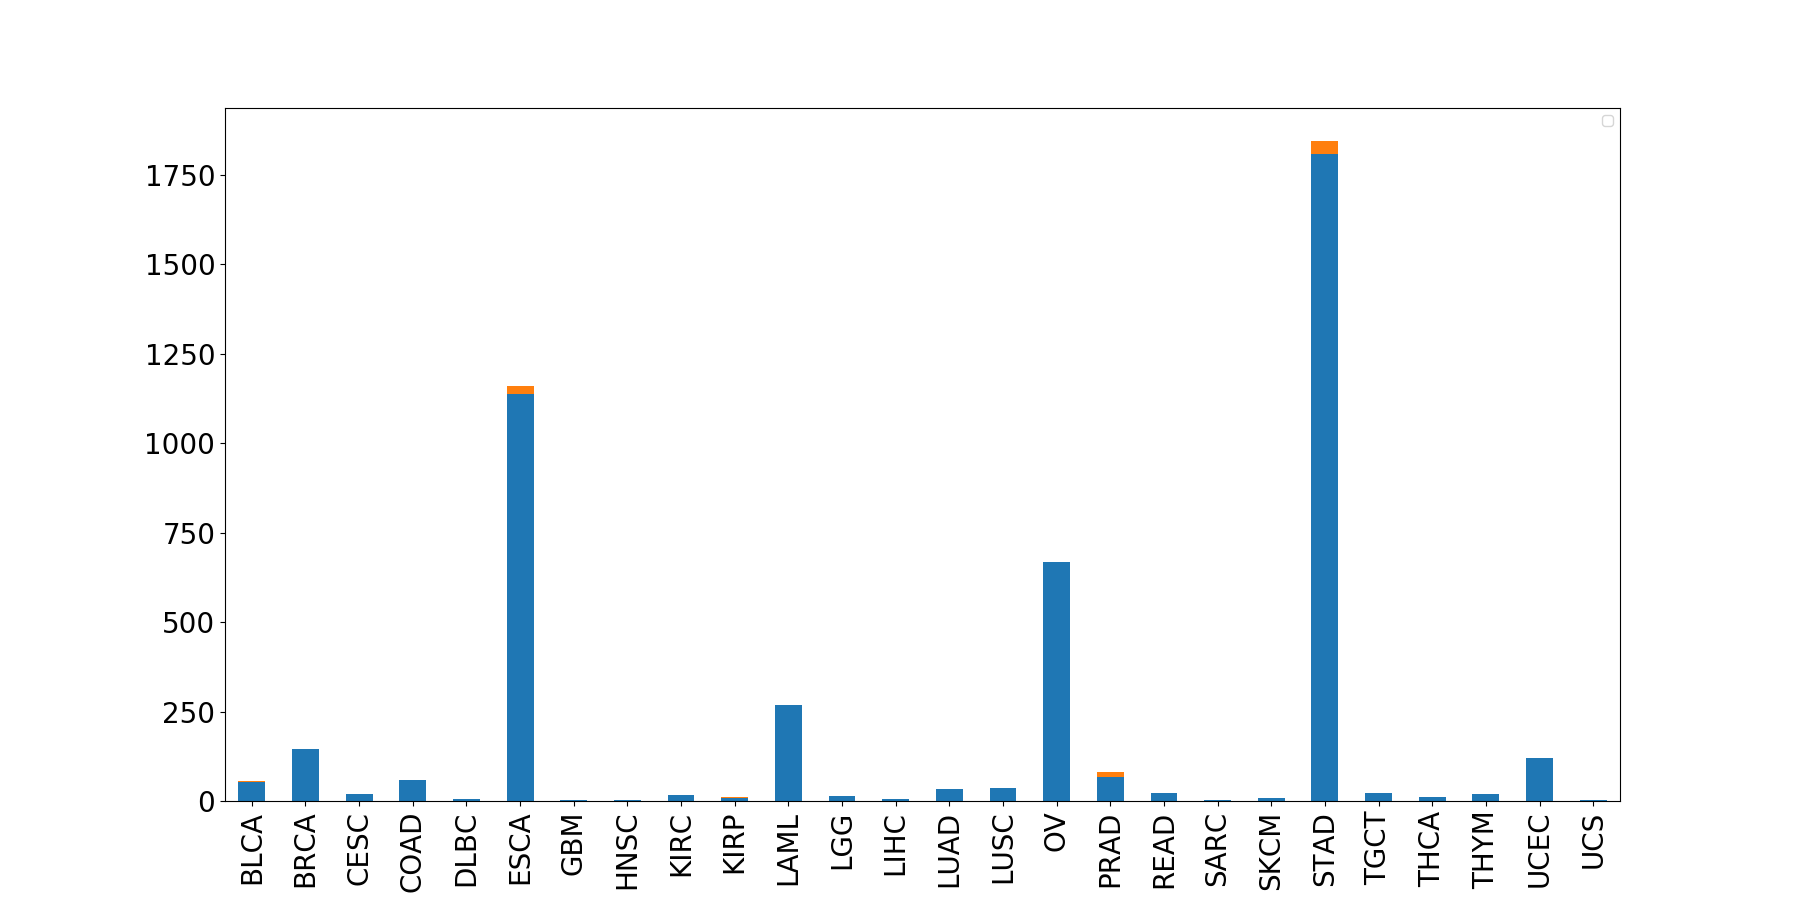 1750
1500
1250
1000
750
500
250
0
BLCA
BRCA
CESC
COAD
DLBC
ESCA
GBM
HNSC
KIRC
KIRP
LAML
LGG
LIHC
LUAD
LUSC
OV
PRAD
READ
SARC
SKCM
STAD
TGCT
THCA
THYM
UCEC
UCS